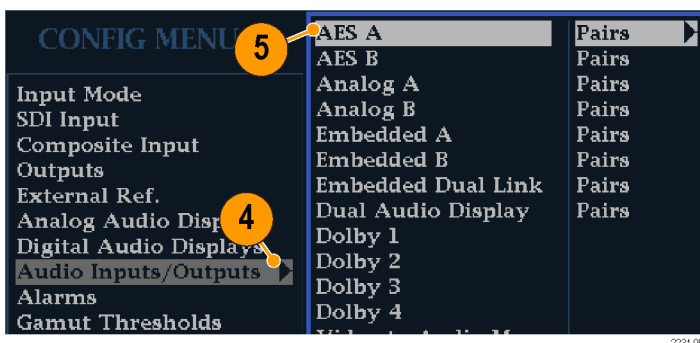 CONFIG MENU
5
Input Mode
SDI Input
Composite Input
Outputs
External Ref.
Analog Audio
4
Digital Audio Displays
Audio Inputs/Outputs
Alarms
Gamut Thresholds
AES A Pairs
AES B Pairs
Analog A Pairs
Analog B Pairs
Embedded A Pairs
Embedded B Pairs
Embedded Dual Link Pairs
Dual Audio Display Pairs
Dolby 1
Dolby 2
Dolby 3
Dolby 4